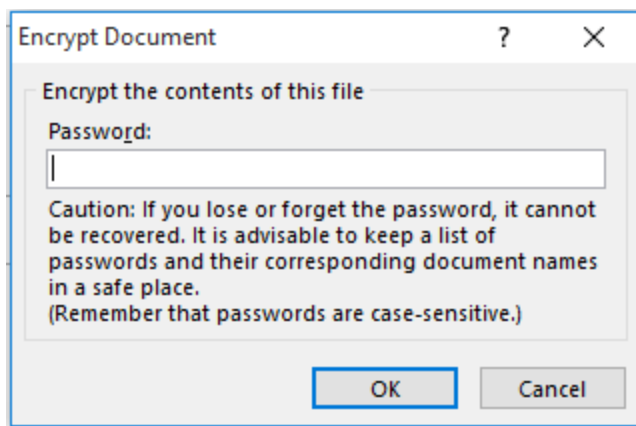 Encrypt Document ?
Encrypt the contents of this file
Password:
Caution: If you lose or forget the password, it cannot
be recovered. It is advisable to keep a list of
passwords and their corresponding document names
in a safe place.
(Remember that passwords are case-sensitive.)
OK Cancel